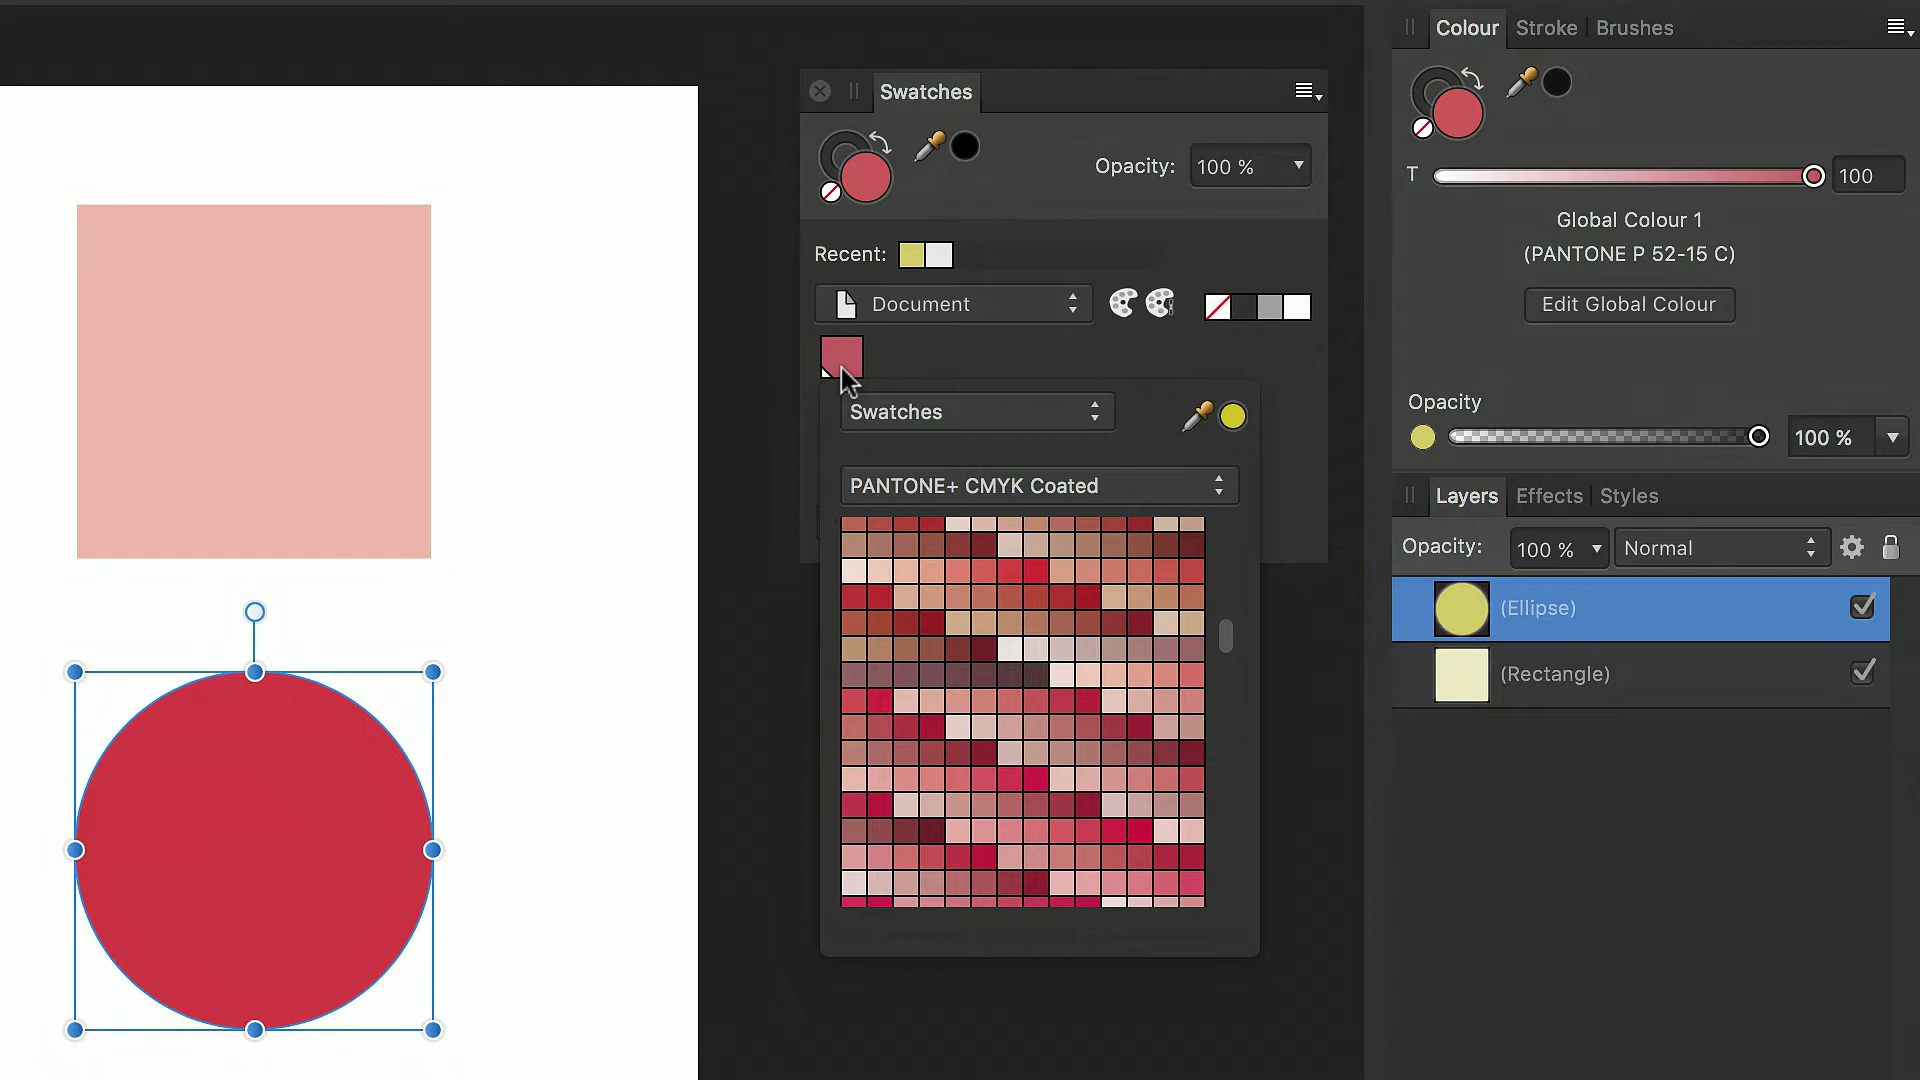 Swatches
Opacity: 100 %
Recent:
Document
Swatches
PANTONE+ CMYK Coated
Colour Stroke Brushes
T 100
Global Colour 1
(PANTONE P 52-15 C)
Edit Global Colour
Opacity
100 %
Layers Effects Styles
Opacity: 100 % Normal
(Ellipse)
(Rectangle)